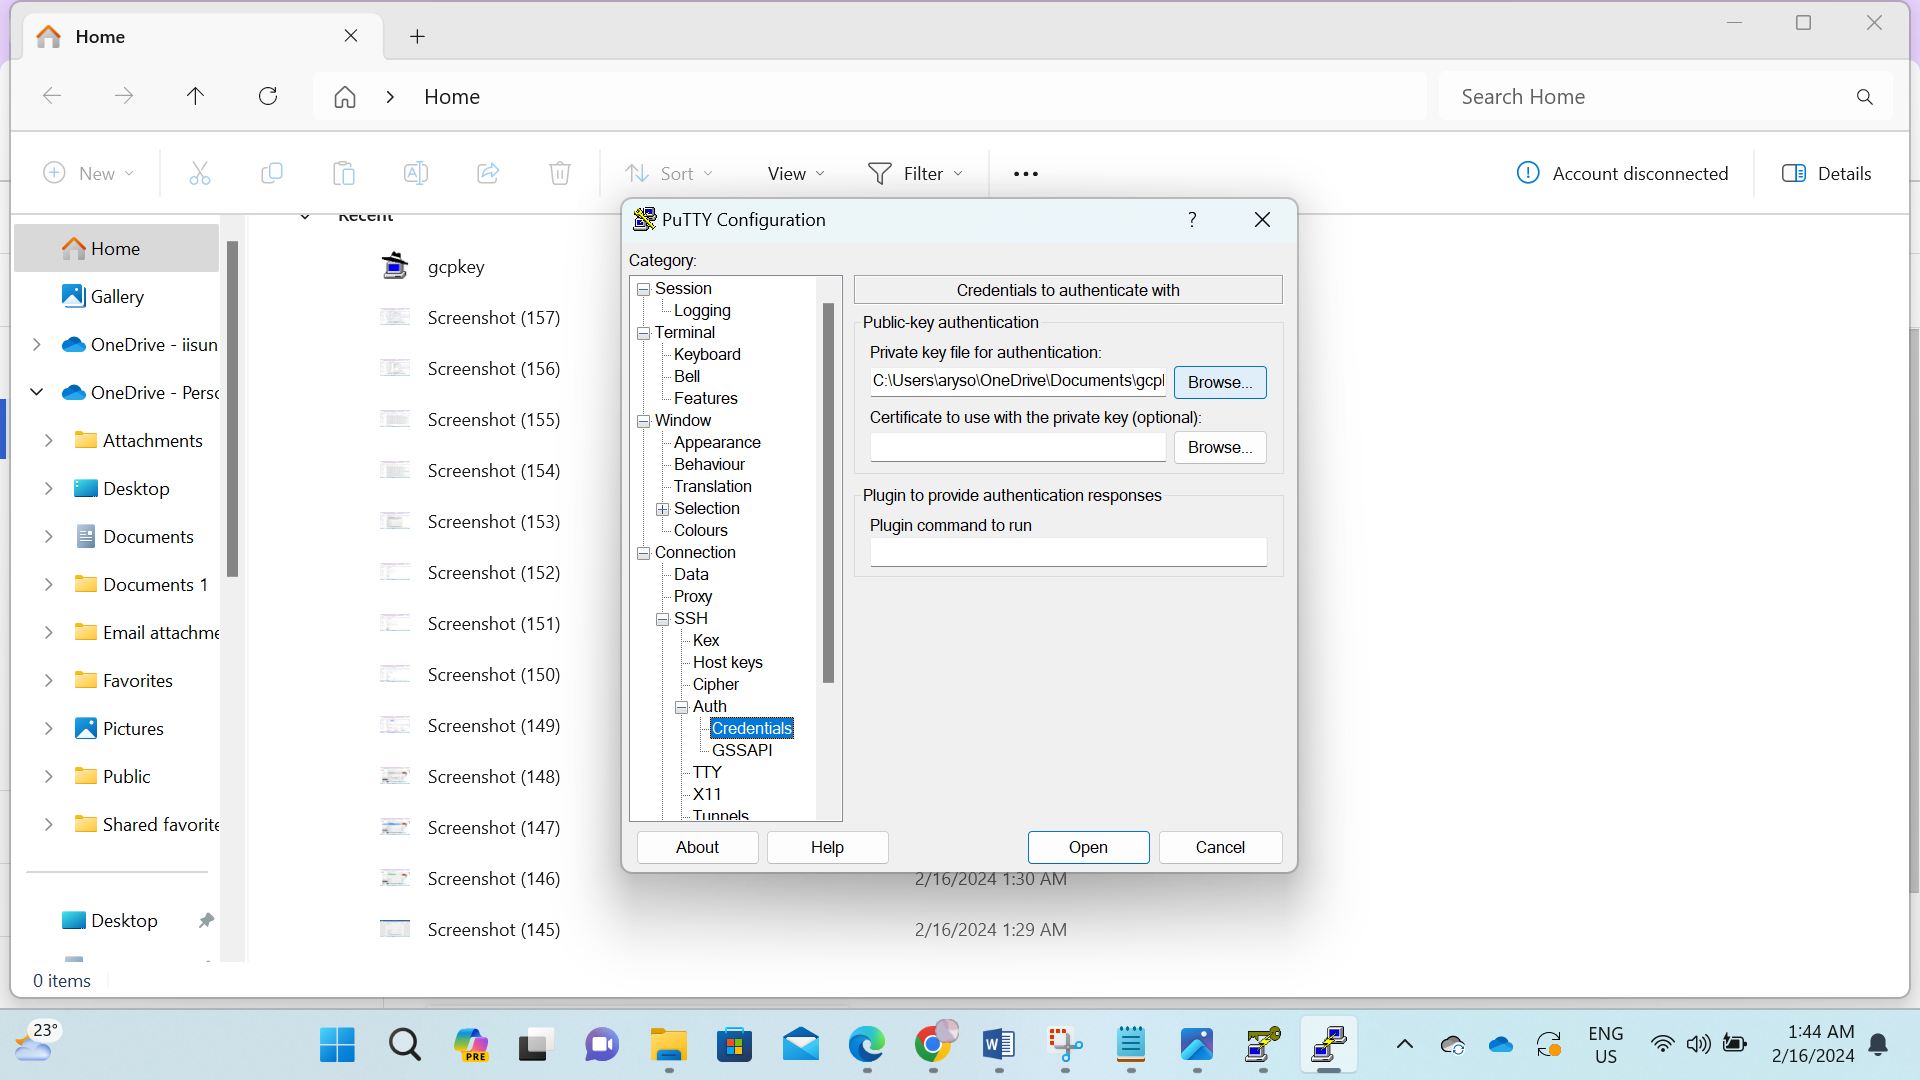 Home
Home
Search Home
New
Sort
View
Filter
Account disconnected
Details
Home
Gallery
OneDrive - iisun
OneDrive - Perso
Attachments
Desktop
Documents
Documents 1
Email attachme
Favorites
Pictures
Public
Shared favorite
Desktop
0 items
Recent
gcpkey
Screenshot (157)
Screenshot (156)
Screenshot (155)
Screenshot (154)
Screenshot (153)
Screenshot (152)
Screenshot (151)
Screenshot (150)
Screenshot (149)
Screenshot (148)
Screenshot (147)
Screenshot (146) 2/16/2024 1:30 AM
Screenshot (145) 2/16/2024 1:29 AM
PuTTY Configuration ?
Category:
Session
Logging
Terminal
Keyboard
Bell
Features
Window
Appearance
Behaviour
Translation
Selection
Colours
Connection
Data
Proxy
SSH
Kex
Host keys
Cipher
Auth
Credentials
GSSAPI
TTY
X11
Tunnels
Credentials to authenticate with
Public-key authentication
Private key file for authentication:
C:\Users\aryso\OneDrive\Documents\gcpl Browse...
Certificate to use with the private key (optional):
Browse...
Plugin to provide authentication responses
Plugin command to run
About Help Open Cancel
23°
PRE
ENG
US
1:44 AM
2/16/2024